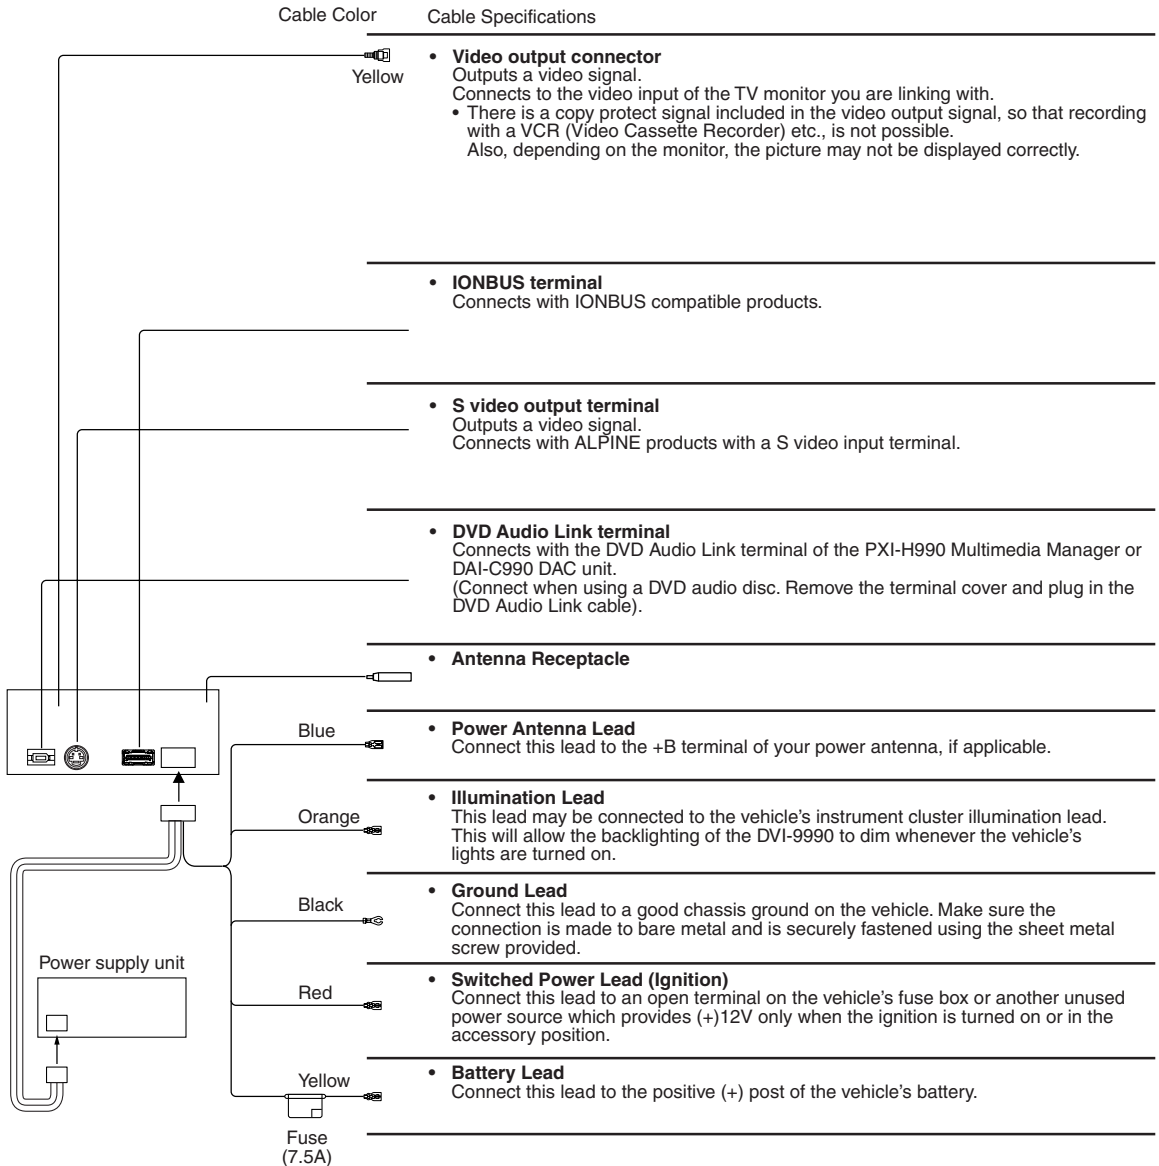 Cable Color Cable Specifications
Yellow
• Video output connector
Outputs a video signal.
Connects to the video input of the TV monitor you are linking with.
• There is a copy protect signal included in the video output signal, so that recording
with a VCR (Video Cassette Recorder) etc., is not possible.
Also, depending on the monitor, the picture may not be displayed correctly.
• IONBUS terminal
Connects with IONBUS compatible products.
• S video output terminal
Outputs a video signal.
Connects with ALPINE products with a S video input terminal.
• DVD Audio Link terminal
Connects with the DVD Audio Link terminal of the PXI-H990 Multimedia Manager or
DAI-C990 DAC unit.
(Connect when using a DVD audio disc. Remove the terminal cover and plug in the
DVD Audio Link cable).
• Antenna Receptacle
Blue
• Power Antenna Lead
Connect this lead to the +B terminal of your power antenna, if applicable.
Orange
• Illumination Lead
This lead may be connected to the vehicle's instrument cluster illumination lead.
This will allow the backlighting of the DVI-9990 to dim whenever the vehicle's
lights are turned on.
Black
• Ground Lead
Connect this lead to a good chassis ground on the vehicle. Make sure the
connection is made to bare metal and is securely fastened using the sheet metal
screw provided.
Power supply unit
Red
• Switched Power Lead (Ignition)
Connect this lead to an open terminal on the vehicle's fuse box or another unused
power source which provides (+)12V only when the ignition is turned on or in the
accessory position.
Yellow
• Battery Lead
Connect this lead to the positive (+) post of the vehicle's battery.
Fuse
(7.5A)